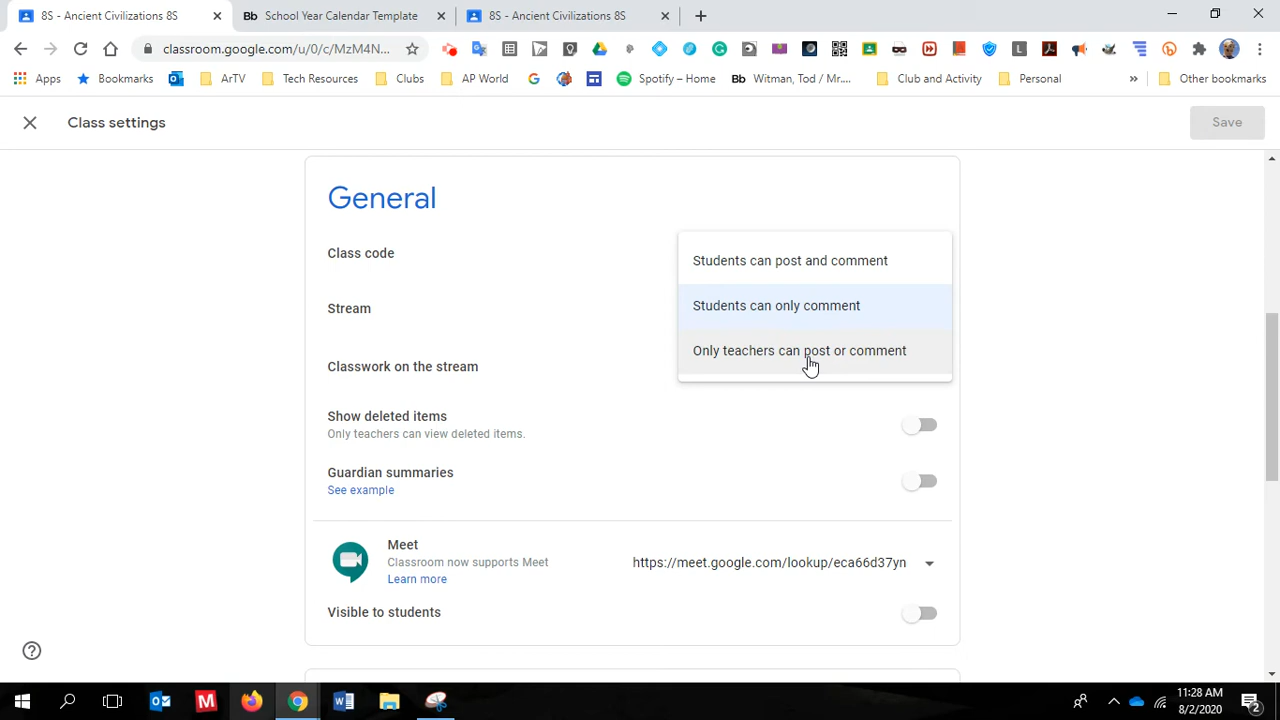 8S - Ancient Civilizations 8S
Bb School Year Calendar Template
8S - Ancient Civilizations 8S
classroom.google.com/u/0/c/MzM4N...
Apps Bookmarks ArTV Tech Resources Clubs AP World Spotify – Home Bb Witman, Tod / Mr.... Club and Activity Personal » Other bookmarks
Class settings
Save
General
Class code
Students can post and comment
Stream
Students can only comment
Only teachers can post or comment
Classwork on the stream
Show deleted items
Only teachers can view deleted items.
Guardian summaries
See example
Meet
Classroom now supports Meet
Learn more
https://meet.google.com/lookup/eca66d37yn
Visible to students
11:28 AM
8/2/2020
2